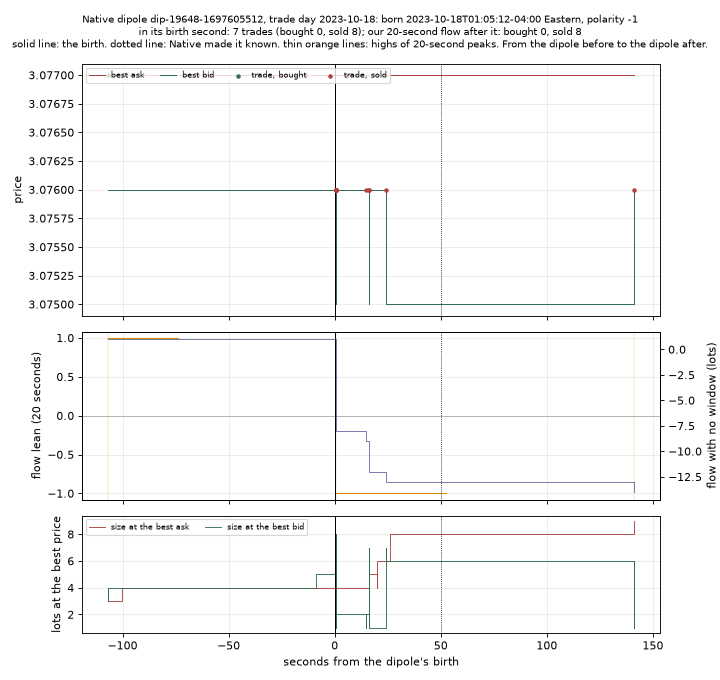 Native dipole dip-19648-1697605512, trade day 2023-10-18: born 2023-10-18T01:05:12-04:00 Eastern, polarity -1
in its birth second: 7 trades (bought 0, sold 8); our 20-second flow after it: bought 0, sold 8
solid line: the birth. dotted line: Native made it known. thin orange lines: highs of 20-second peaks. From the dipole before to the dipole after.
best ask
best bid
trade, bought
trade, sold
3.07700
3.07675
3.07650
3.07625
3.07600
3.07575
3.07550
3.07525
3.07500
price
1.0
0.5
0.0
−0.5
−1.0
flow lean (20 seconds)
0.0
−2.5
−5.0
−7.5
−10.0
−12.5
flow with no window (lots)
size at the best ask
size at the best bid
8
6
4
2
lots at the best price
−100
−50
0
50
100
150
seconds from the dipole's birth